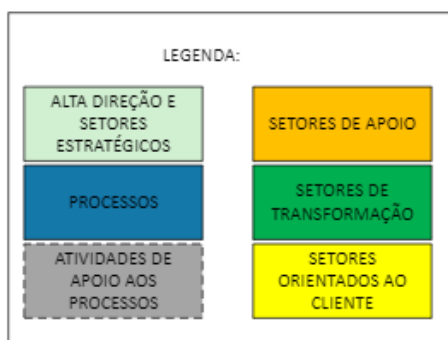 LEGENDA:
ALTA DIREÇÃO E
SETORES
ESTRATÉGICOS
SETORES DE APOIO
PROCESSOS
SETORES DE
TRANSFORMAÇÃO
ATIVIDADES DE
APOIO AOS
PROCESSOS
SETORES
ORIENTADOS AO
CLIENTE